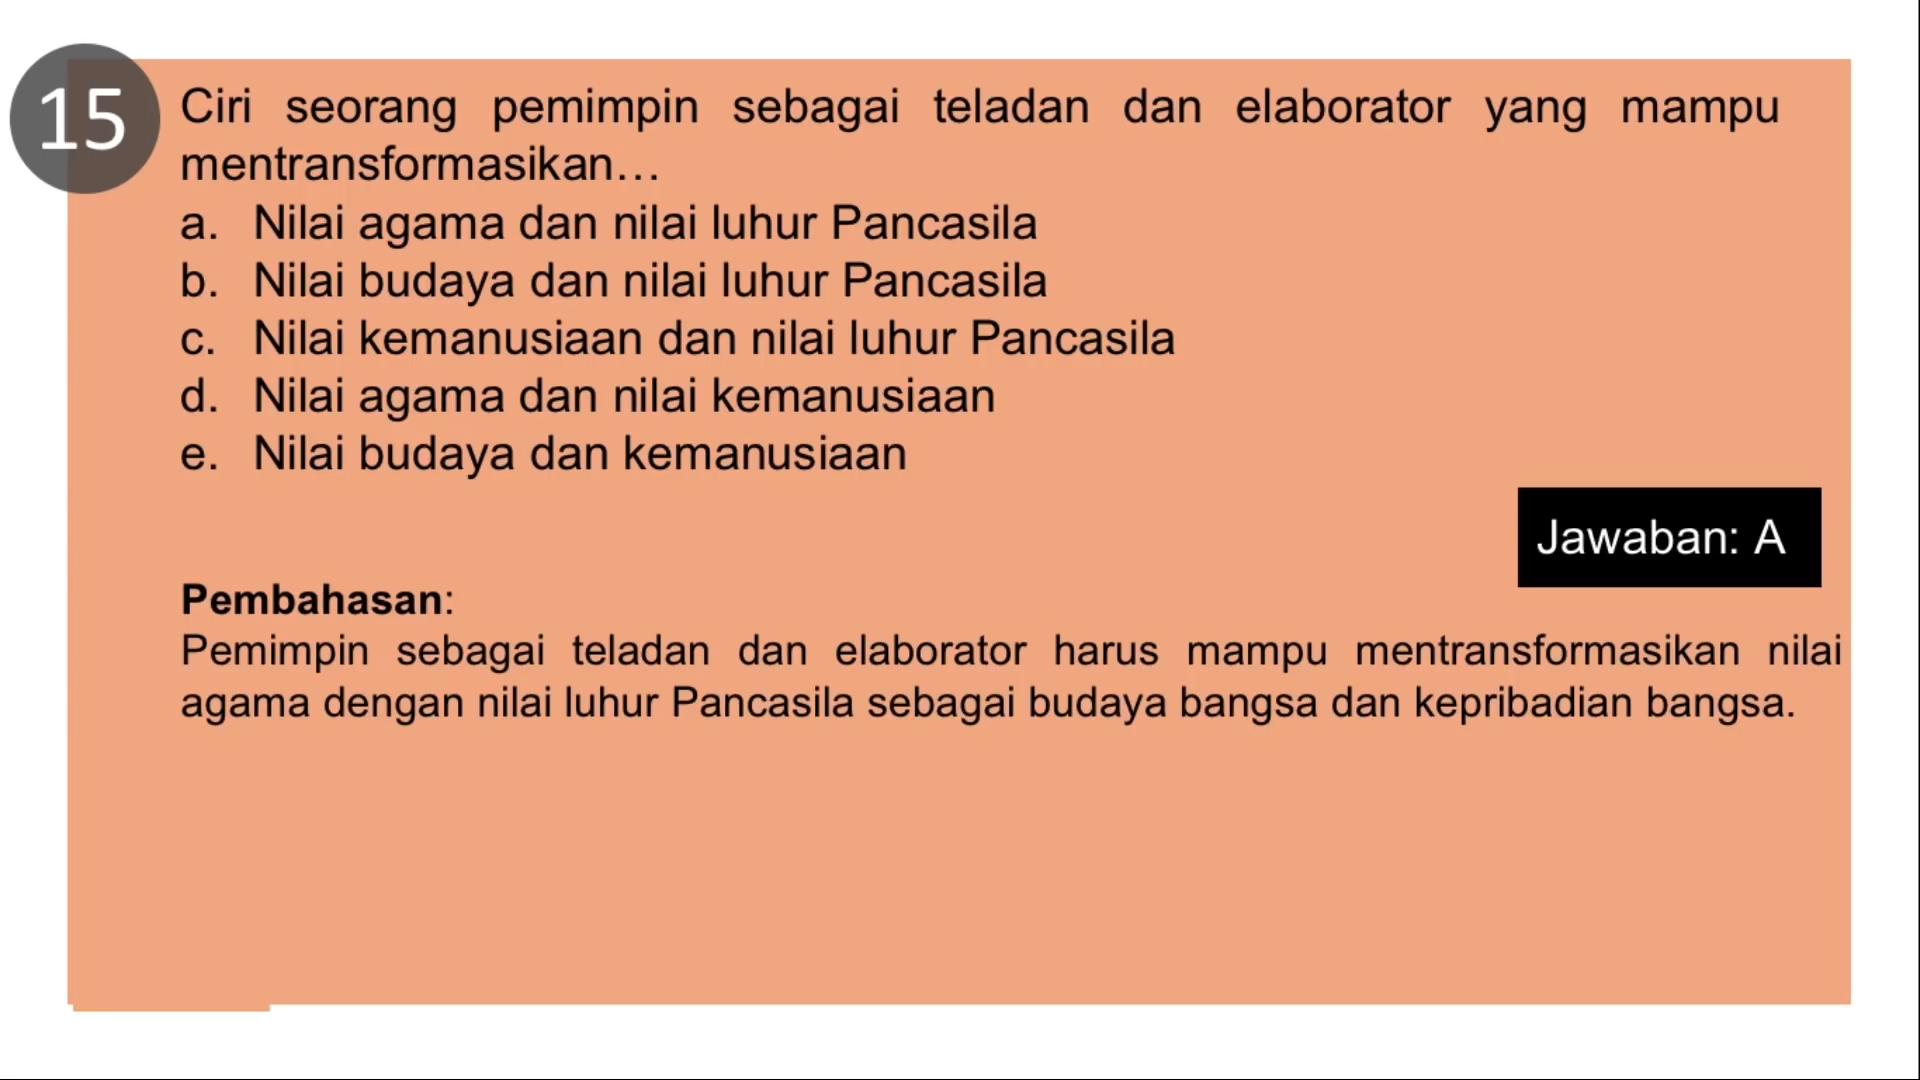 15
Ciri seorang pemimpin sebagai teladan dan elaborator yang mampu
mentransformasikan…
a. Nilai agama dan nilai luhur Pancasila
b. Nilai budaya dan nilai luhur Pancasila
c. Nilai kemanusiaan dan nilai luhur Pancasila
d. Nilai agama dan nilai kemanusiaan
e. Nilai budaya dan kemanusiaan
Jawaban: A
Pembahasan:
Pemimpin sebagai teladan dan elaborator harus mampu mentransformasikan nilai
agama dengan nilai luhur Pancasila sebagai budaya bangsa dan kepribadian bangsa.